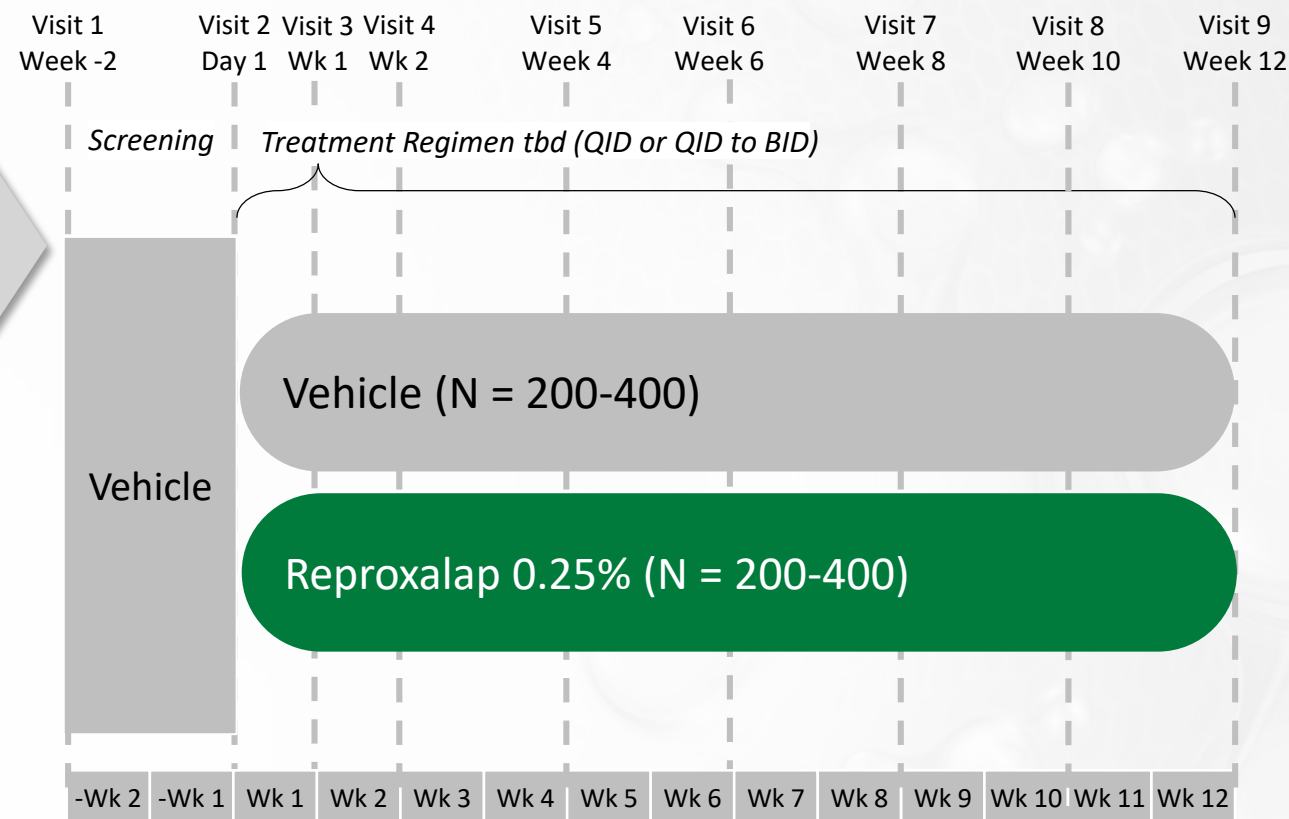 Visit 1 Visit 2 Visit 3 Visit 4 Visit 5 Visit 6 Visit 7 Visit 8 Visit 9
Week -2 Day 1 Wk 1 Wk 2 Week 4 Week 6 Week 8 Week 10 Week 12
Screening Treatment Regimen tbd (QID or QID to BID)
Vehicle (N = 200-400)
Vehicle
Reproxalap 0.25% (N = 200-400)
-Wk 2 -Wk 1 Wk 1 Wk 2 Wk 3 Wk 4 Wk 5 Wk 6 Wk 7 Wk 8 Wk 9 Wk 10 Wk 11 Wk 12